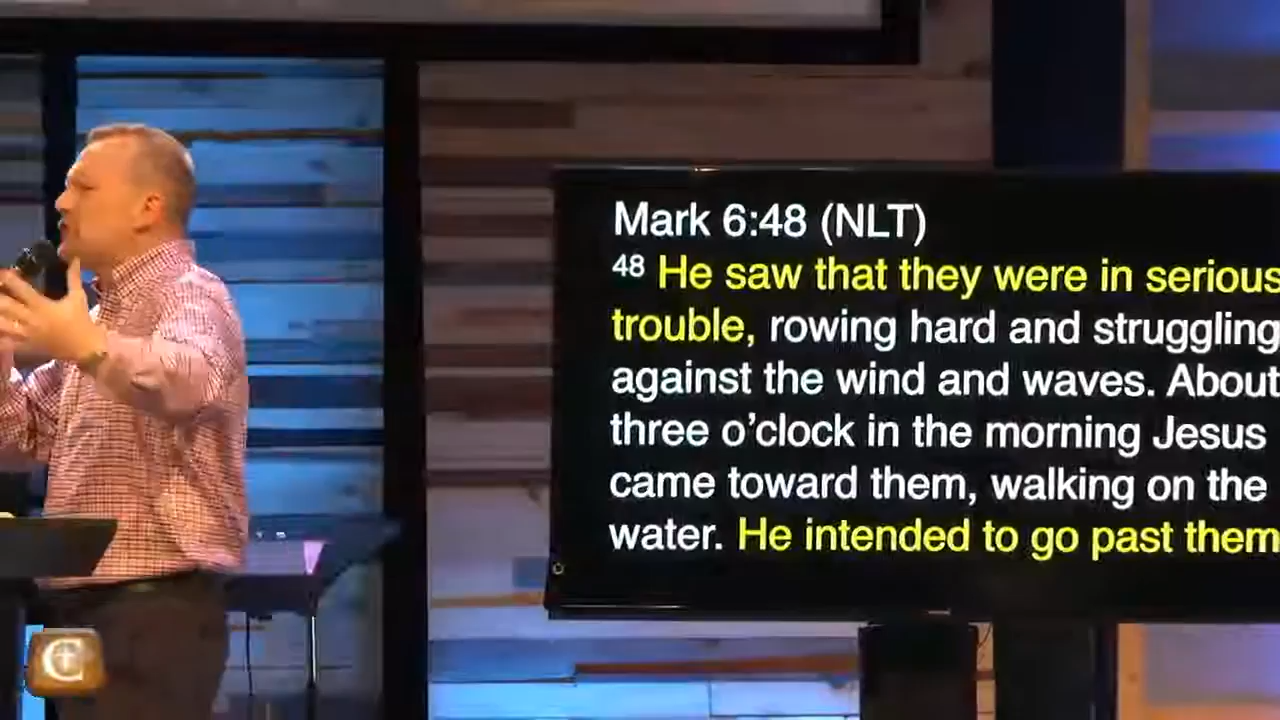 Mark 6:48 (NLT)
48 He saw that they were in serious
trouble, rowing hard and struggling
against the wind and waves. About
three o’clock in the morning Jesus
came toward them, walking on the
water. He intended to go past them
C